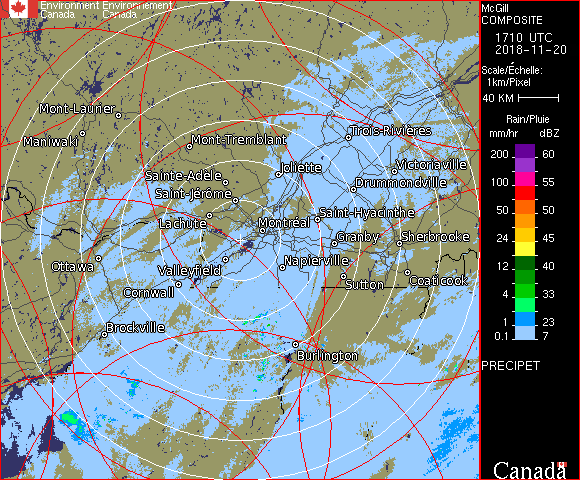 Environment Environnement
Canada Canada
McGill
COMPOSITE
1710 UTC
2018-11-20
Scale/Échelle:
1km/Pixel
40 KM
Rain/Pluie
mm/hr dBZ
200 60
100 55
50 50
24 45
12 40
4 33
1 23
0.1 7
PRECIPET
Canada
Mont-Laurier
Maniwaki
Mont-Tremblant
Trois-Rivières
Sainte-Adèle
Joliette
Victoriaville
Saint-Jérôme
Drummondville
Lachute
Montréal
Saint-Hyacinthe
Granby
Sherbrooke
Ottawa
Valleyfield
Napierville
Cornwall
Sutton
Coaticook
Brockville
Burlington